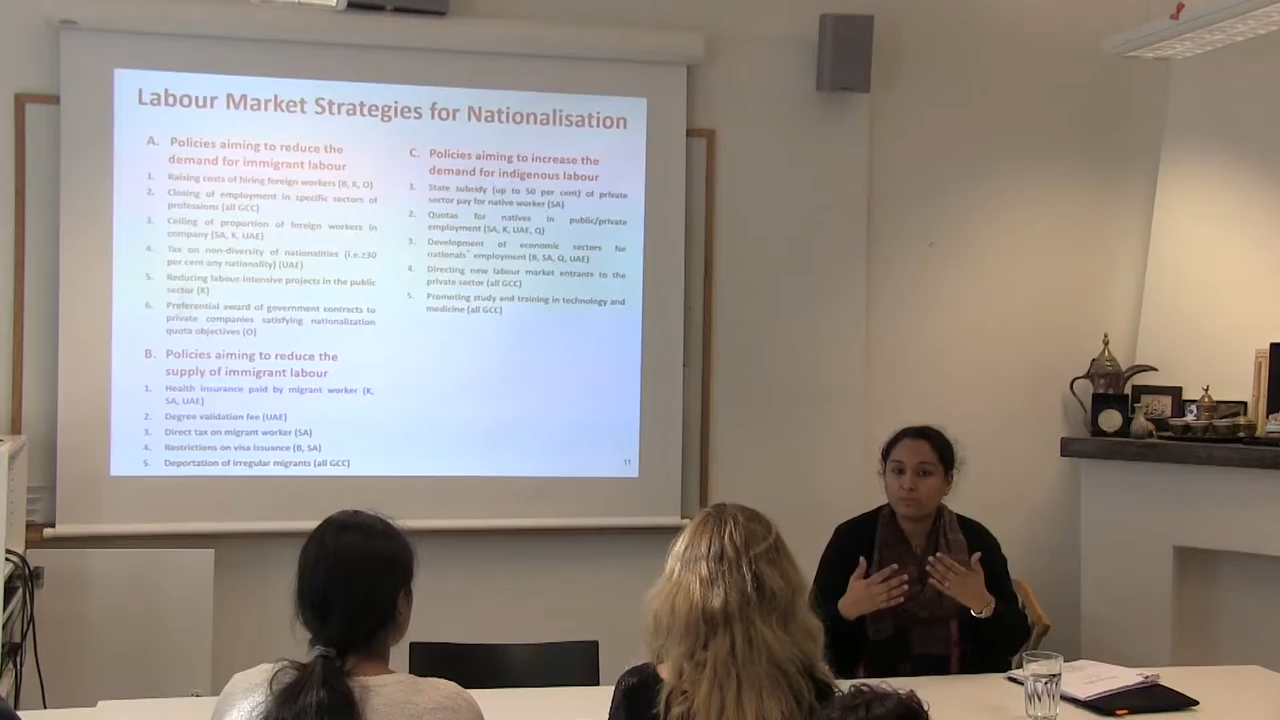 Labour Market Strategies for Nationalisation
A. Policies aiming to reduce the
demand for immigrant labour
1. Raising costs of hiring foreign workers (B, K, O)
2. Closing of employment in specific sectors of
professions (all GCC)
3. Ceiling of proportion of foreign workers in
company (SA, K, UAE)
4. Tax on non-diversity of nationalities (i.e.≥30
per cent any nationality) (UAE)
5. Reducing labour-intensive projects in the public
sector (K)
6. Preferential award of government contracts to
private companies satisfying nationalization
quota objectives (O)
B. Policies aiming to reduce the
supply of immigrant labour
1. Health insurance paid by migrant worker (K,
SA, UAE)
2. Degree validation fee (UAE)
3. Direct tax on migrant worker (SA)
4. Restrictions on visa issuance (B, SA)
5. Deportation of irregular migrants (all GCC)
C. Policies aiming to increase the
demand for indigenous labour
1. State subsidy (up to 50 per cent) of private
sector pay for native worker (SA)
2. Quotas for natives in public/private
employment (SA, K, UAE, Q)
3. Development of economic sectors for
nationals' employment (B, SA, Q, UAE)
4. Directing new labour market entrants to the
private sector (all GCC)
5. Promoting study and training in technology and
medicine (all GCC)
11